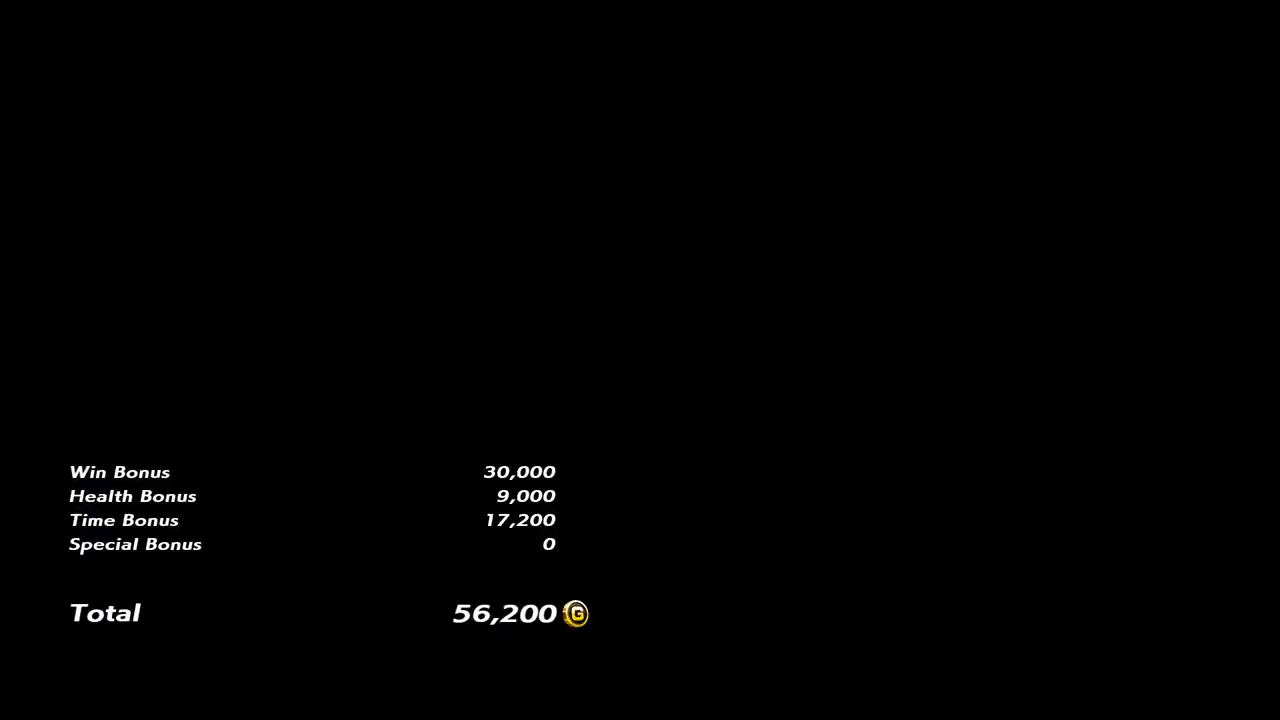 Win Bonus 30,000
Health Bonus 9,000
Time Bonus 17,200
Special Bonus 0
Total 56,200 G